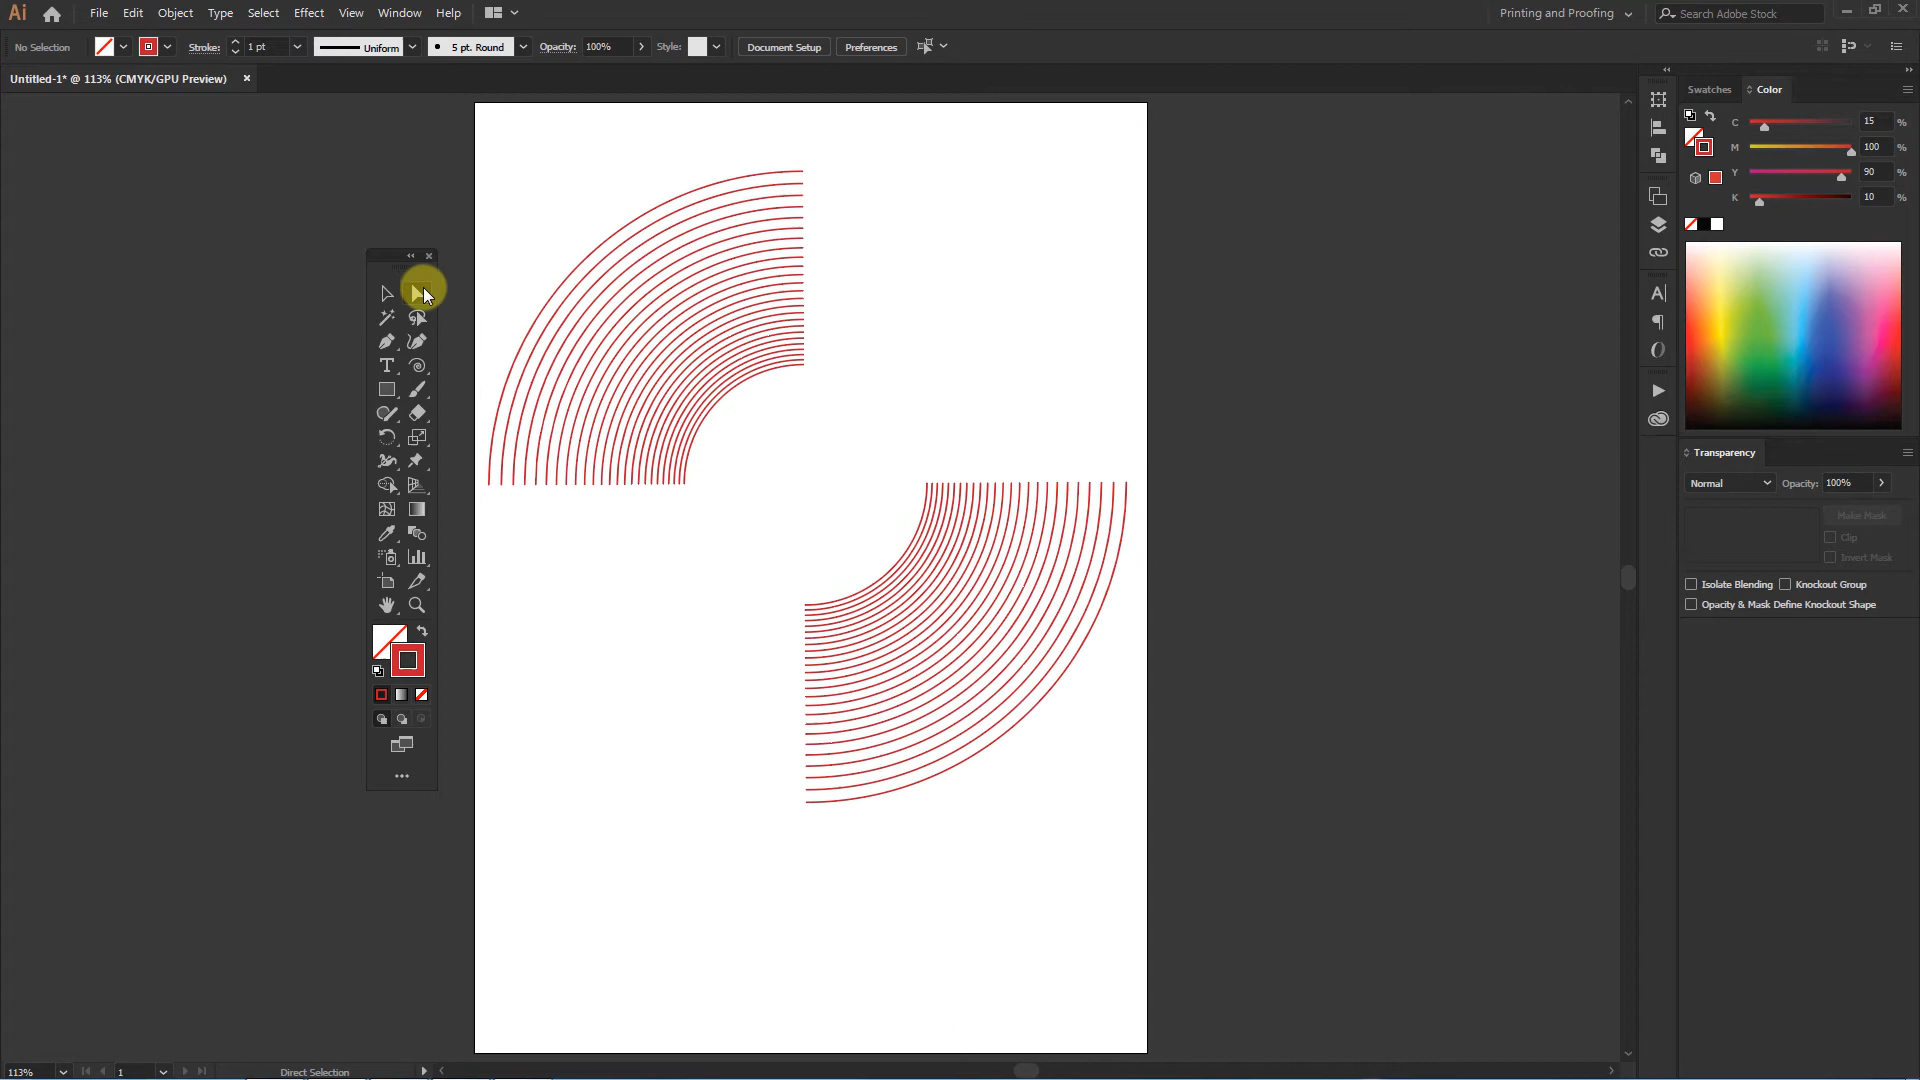 Ai File Edit Object Type Select Effect View Window Help Printing and Proofing Search Adobe Stock
No Selection Stroke: 1 pt Uniform 5 pt. Round Opacity: 100% Style: Document Setup Preferences
Untitled-1* @ 113% (CMYK/GPU Preview)
Swatches Color
C 15 %
M 100 %
Y 90 %
K 10 %
Transparency
Normal Opacity: 100%
Make Mask
Clip
Invert Mask
Isolate Blending Knockout Group
Opacity & Mask Define Knockout Shape
113% 1 Direct Selection